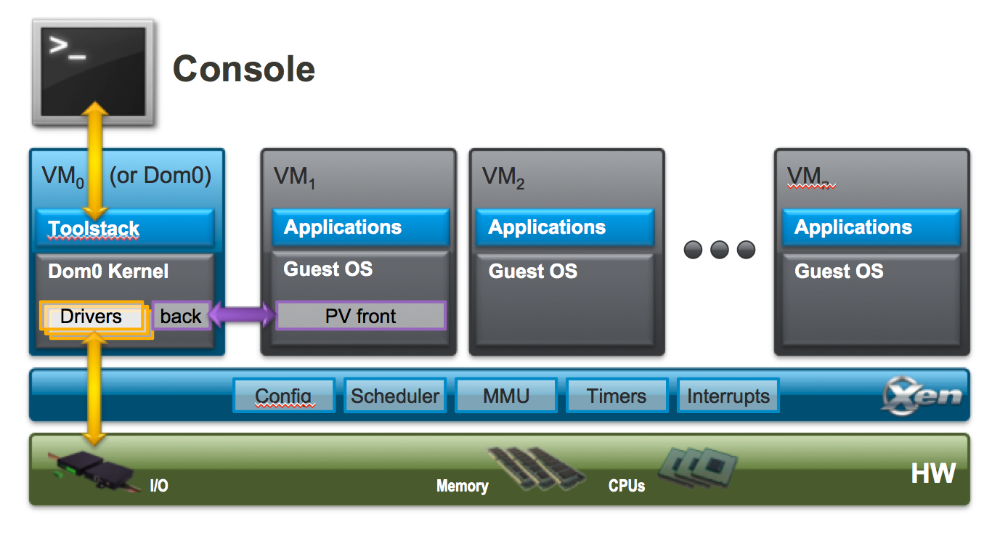 >_
Console
VM0 (or Dom0)
Toolstack
Dom0 Kernel
Drivers
back
VM1
Applications
Guest OS
PV front
VM2
Applications
Guest OS
VMn
Applications
Guest OS
Config
Scheduler
MMU
Timers
Interrupts
Xen
I/O
Memory
CPUs
HW